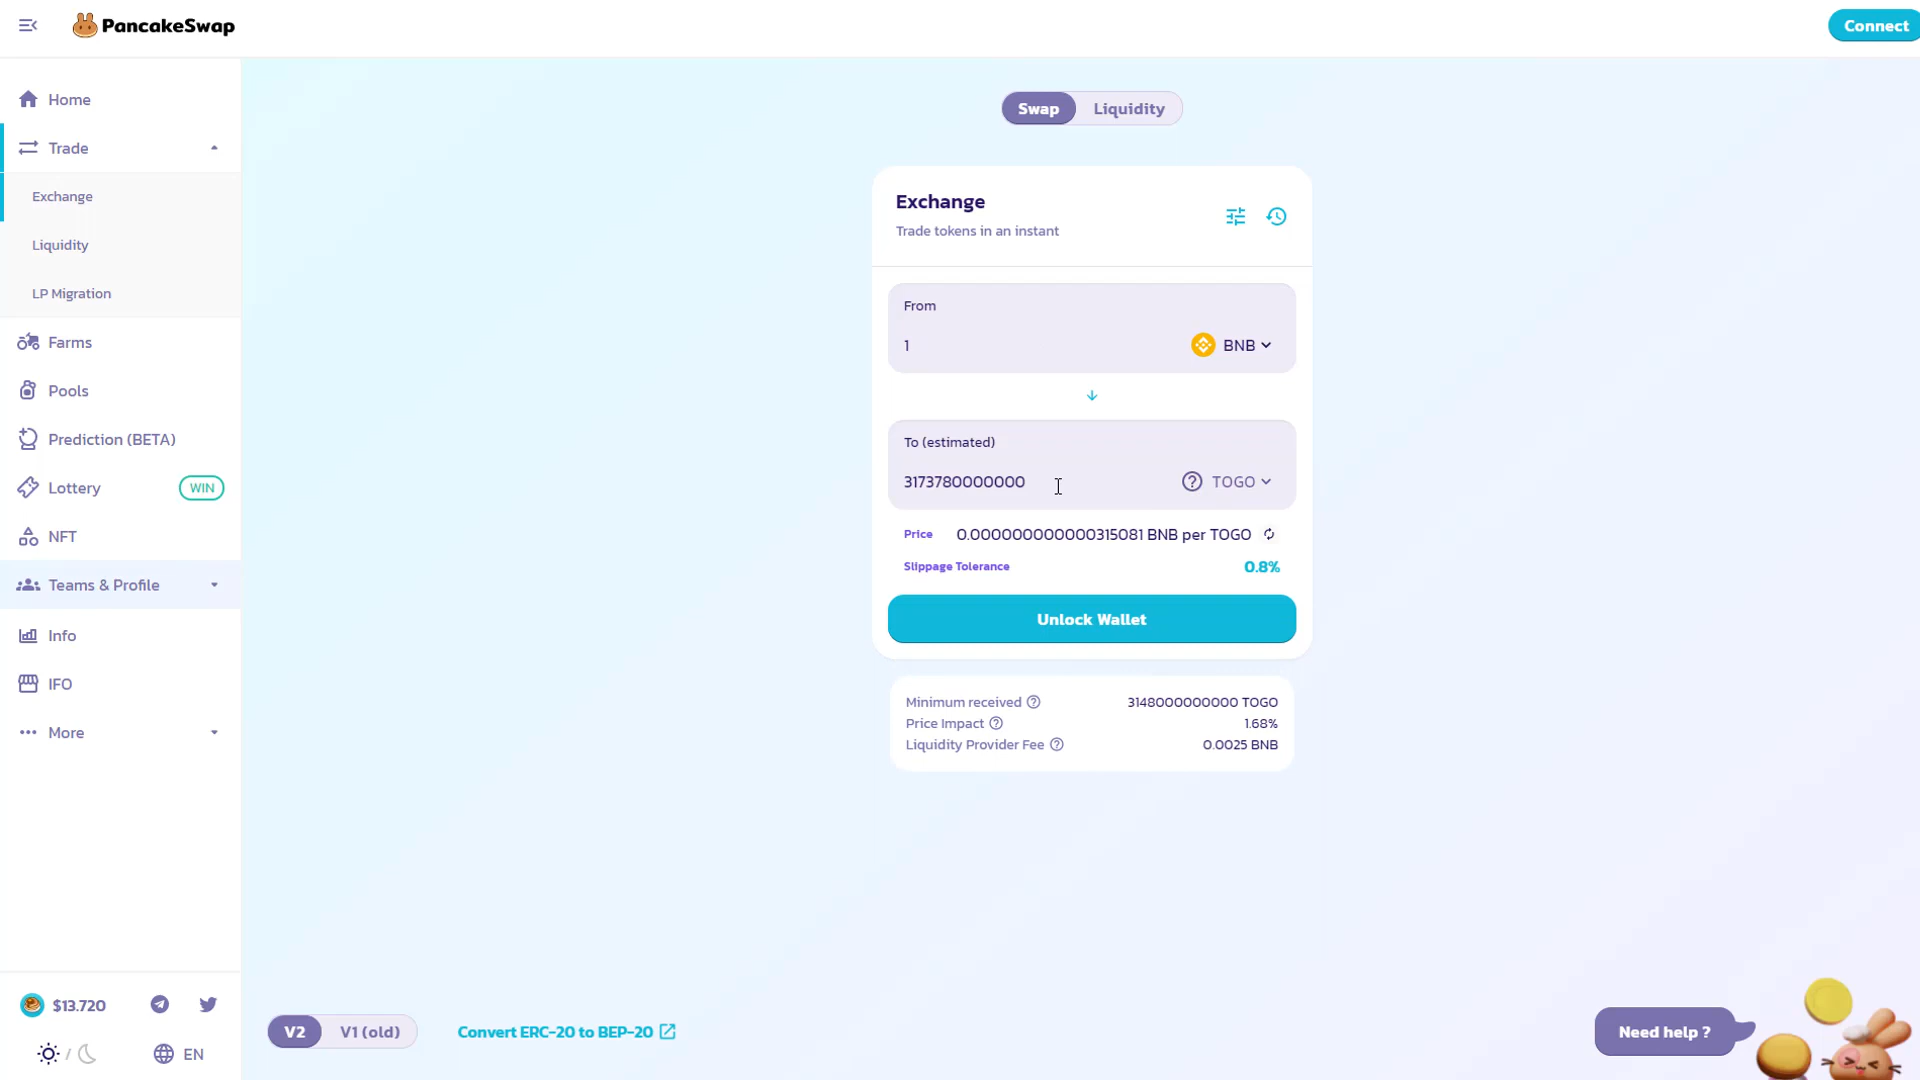 PancakeSwap
Connect
Home
Trade
Exchange
Liquidity
LP Migration
Farms
Pools
Prediction (BETA)
Lottery WIN
NFT
Teams & Profile
Info
IFO
More
$13.720
/ EN
Swap Liquidity
Exchange
Trade tokens in an instant
From
1 BNB
To (estimated)
3173780000000 TOGO
Price 0.000000000000315081 BNB per TOGO
Slippage Tolerance 0.8%
Unlock Wallet
Minimum received 3148000000000 TOGO
Price Impact 1.68%
Liquidity Provider Fee 0.0025 BNB
V2 V1 (old) Convert ERC-20 to BEP-20
Need help ?